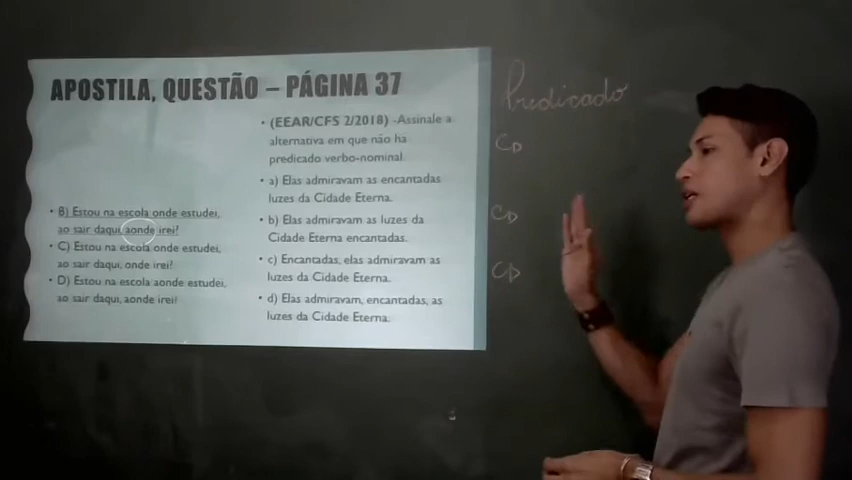 APOSTILA, QUESTÃO – PÁGINA 37
• B) Estou na escola onde estudei,
ao sair daqui, aonde irei?
• C) Estou na escola onde estudei,
ao sair daqui, onde irei?
• D) Estou na escola aonde estudei,
ao sair daqui, aonde irei?
• (EEAR/CFS 2/2018) -Assinale a
alternativa em que não ha
predicado verbo-nominal.
• a) Elas admiravam as encantadas
luzes da Cidade Eterna.
• b) Elas admiravam as luzes da
Cidade Eterna encantadas.
• c) Encantadas, elas admiravam as
luzes da Cidade Eterna.
• d) Elas admiravam, encantadas, as
luzes da Cidade Eterna.
Predicado